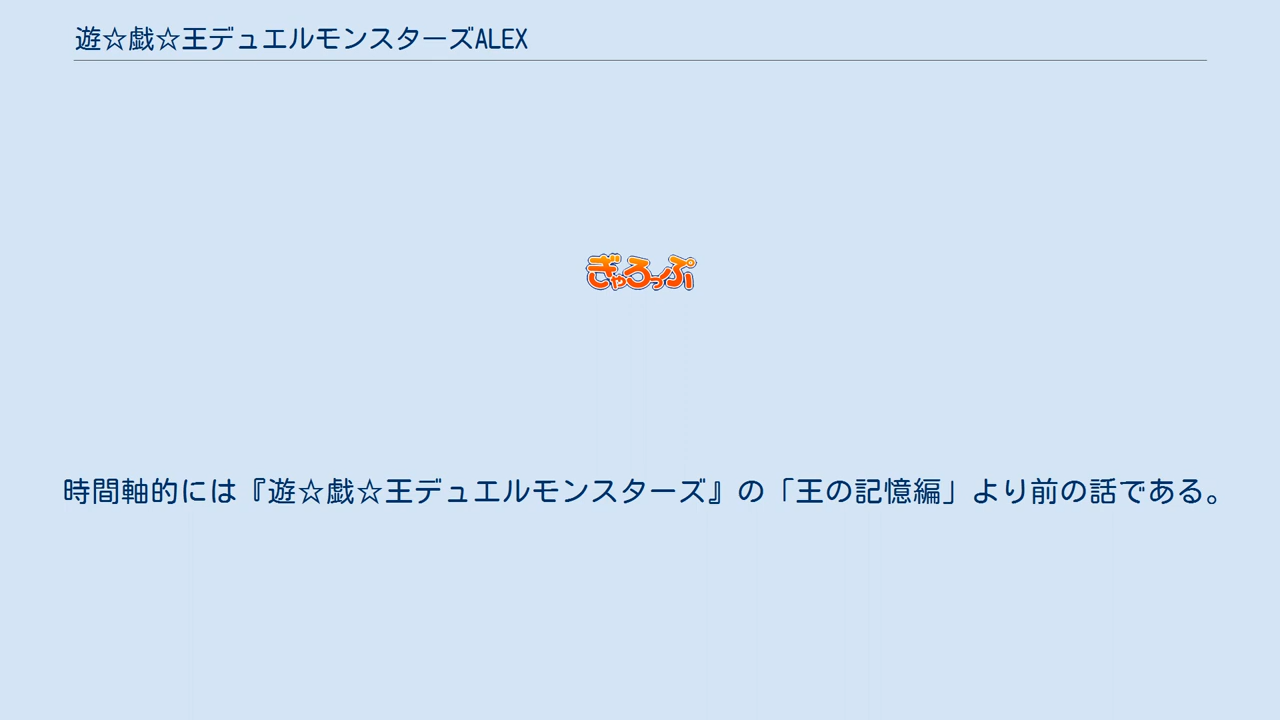 遊☆戯☆王デュエルモンスターズALEX
ぎゃろっぷ
時間軸的には『遊☆戯☆王デュエルモンスターズ』の「王の記憶編」より前の話である。